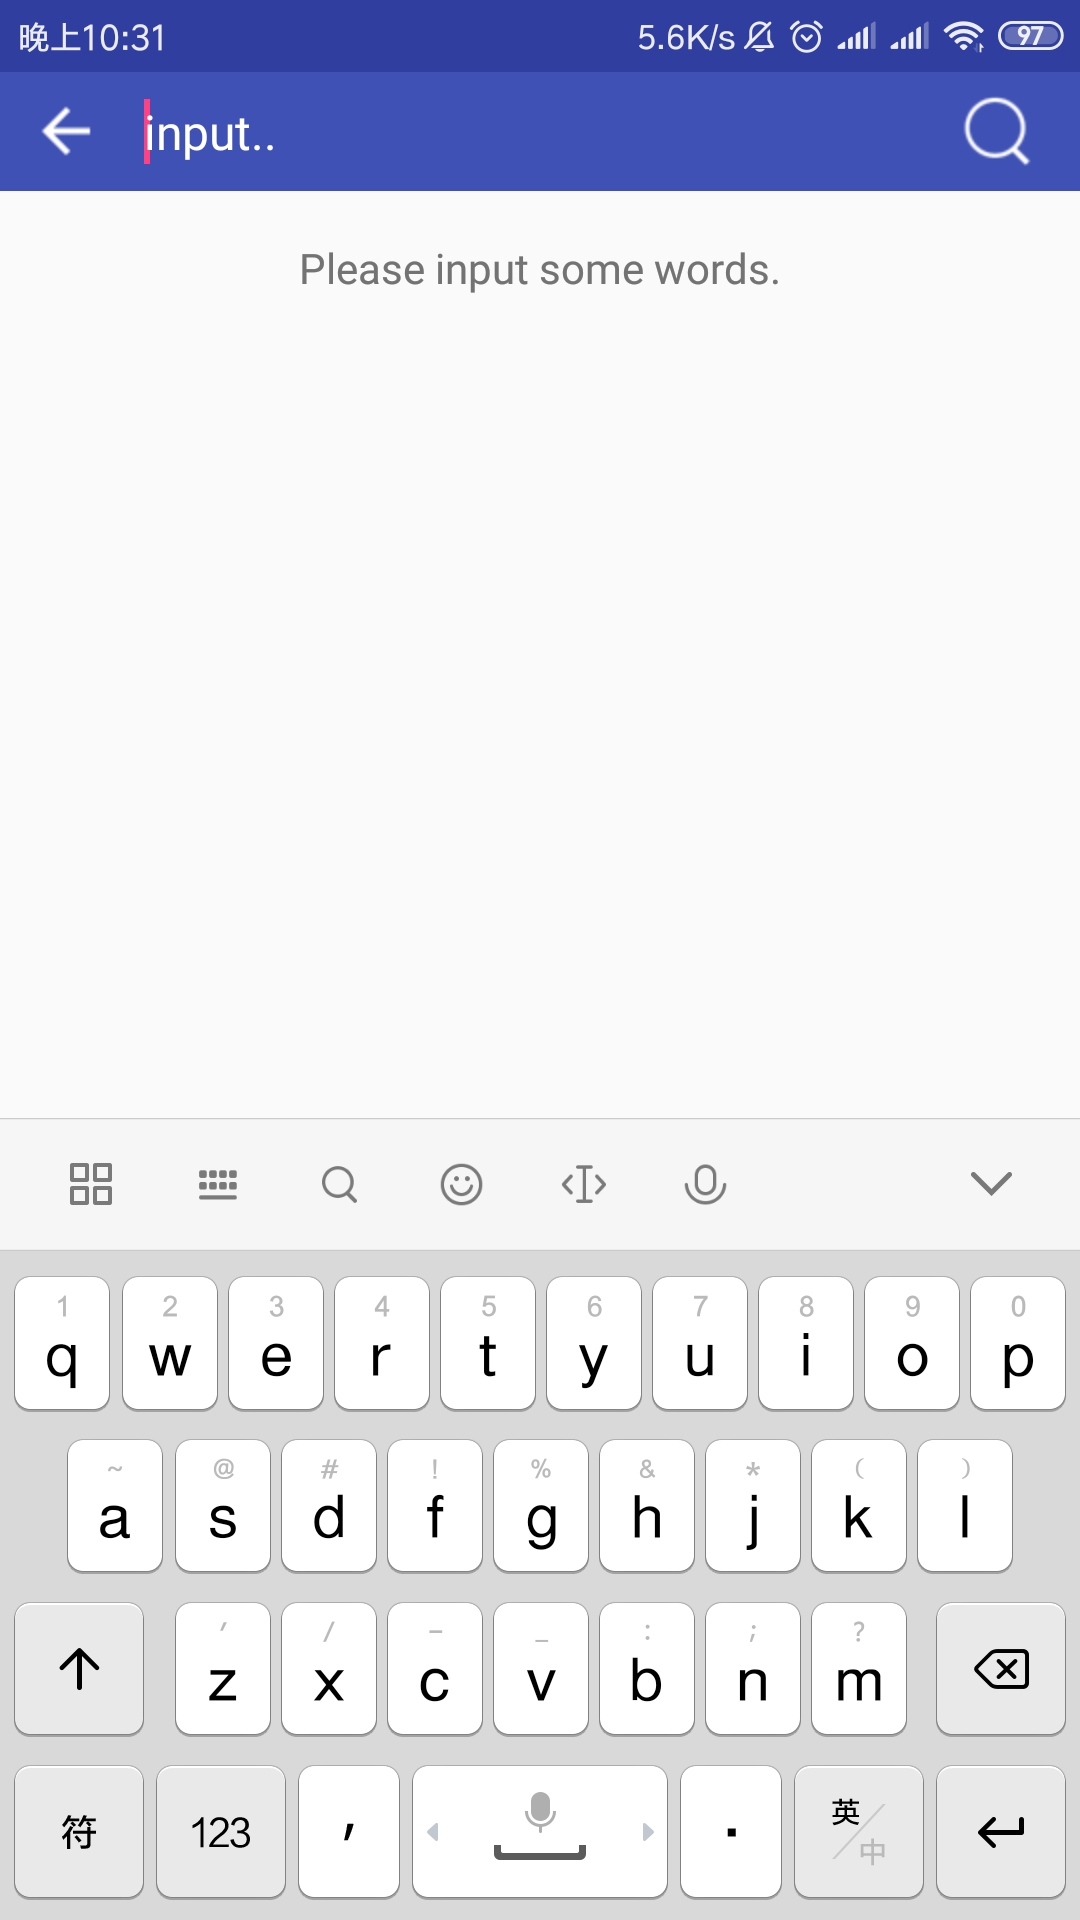 晚上10:31 5.6K/s 97
input..
Please input some words.
1 2 3 4 5 6 7 8 9 0
q w e r t y u i o p
~ @ # ! % & * ( )
a s d f g h j k l
' / - _ : ; ?
z x c v b n m
符 123 , . 英/中